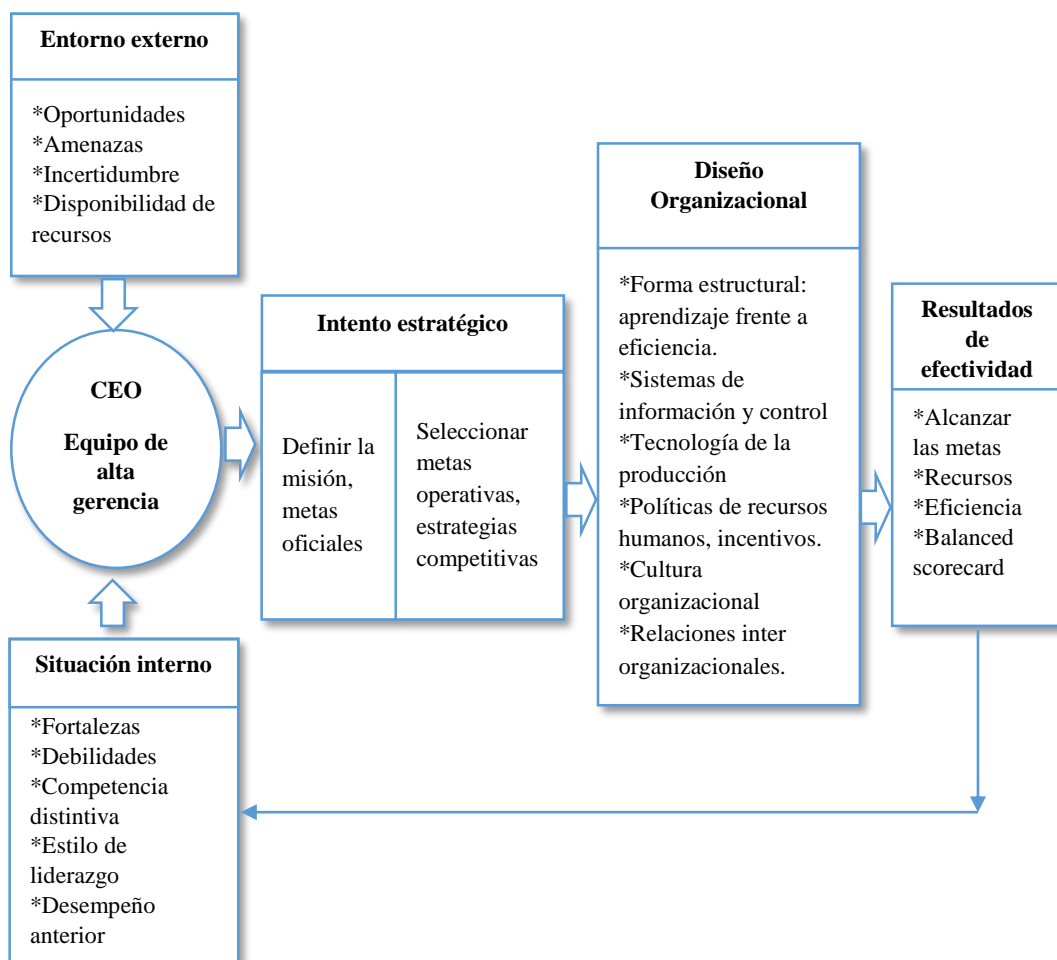 Entorno externo
*Oportunidades
*Amenazas
*Incertidumbre
*Disponibilidad de
recursos
CEO
Equipo de
alta
gerencia
Situación interno
*Fortalezas
*Debilidades
*Competencia
distintiva
*Estilo de
liderazgo
*Desempeño
anterior
Intento estratégico
Definir la
misión,
metas
oficiales
Seleccionar
metas
operativas,
estrategias
competitivas
Diseño
Organizacional
*Forma estructural:
aprendizaje frente a
eficiencia.
*Sistemas de
información y control
*Tecnología de la
producción
*Políticas de recursos
humanos, incentivos.
*Cultura
organizacional
*Relaciones inter
organizacionales.
Resultados
de
efectividad
*Alcanzar
las metas
*Recursos
*Eficiencia
*Balanced
scorecard